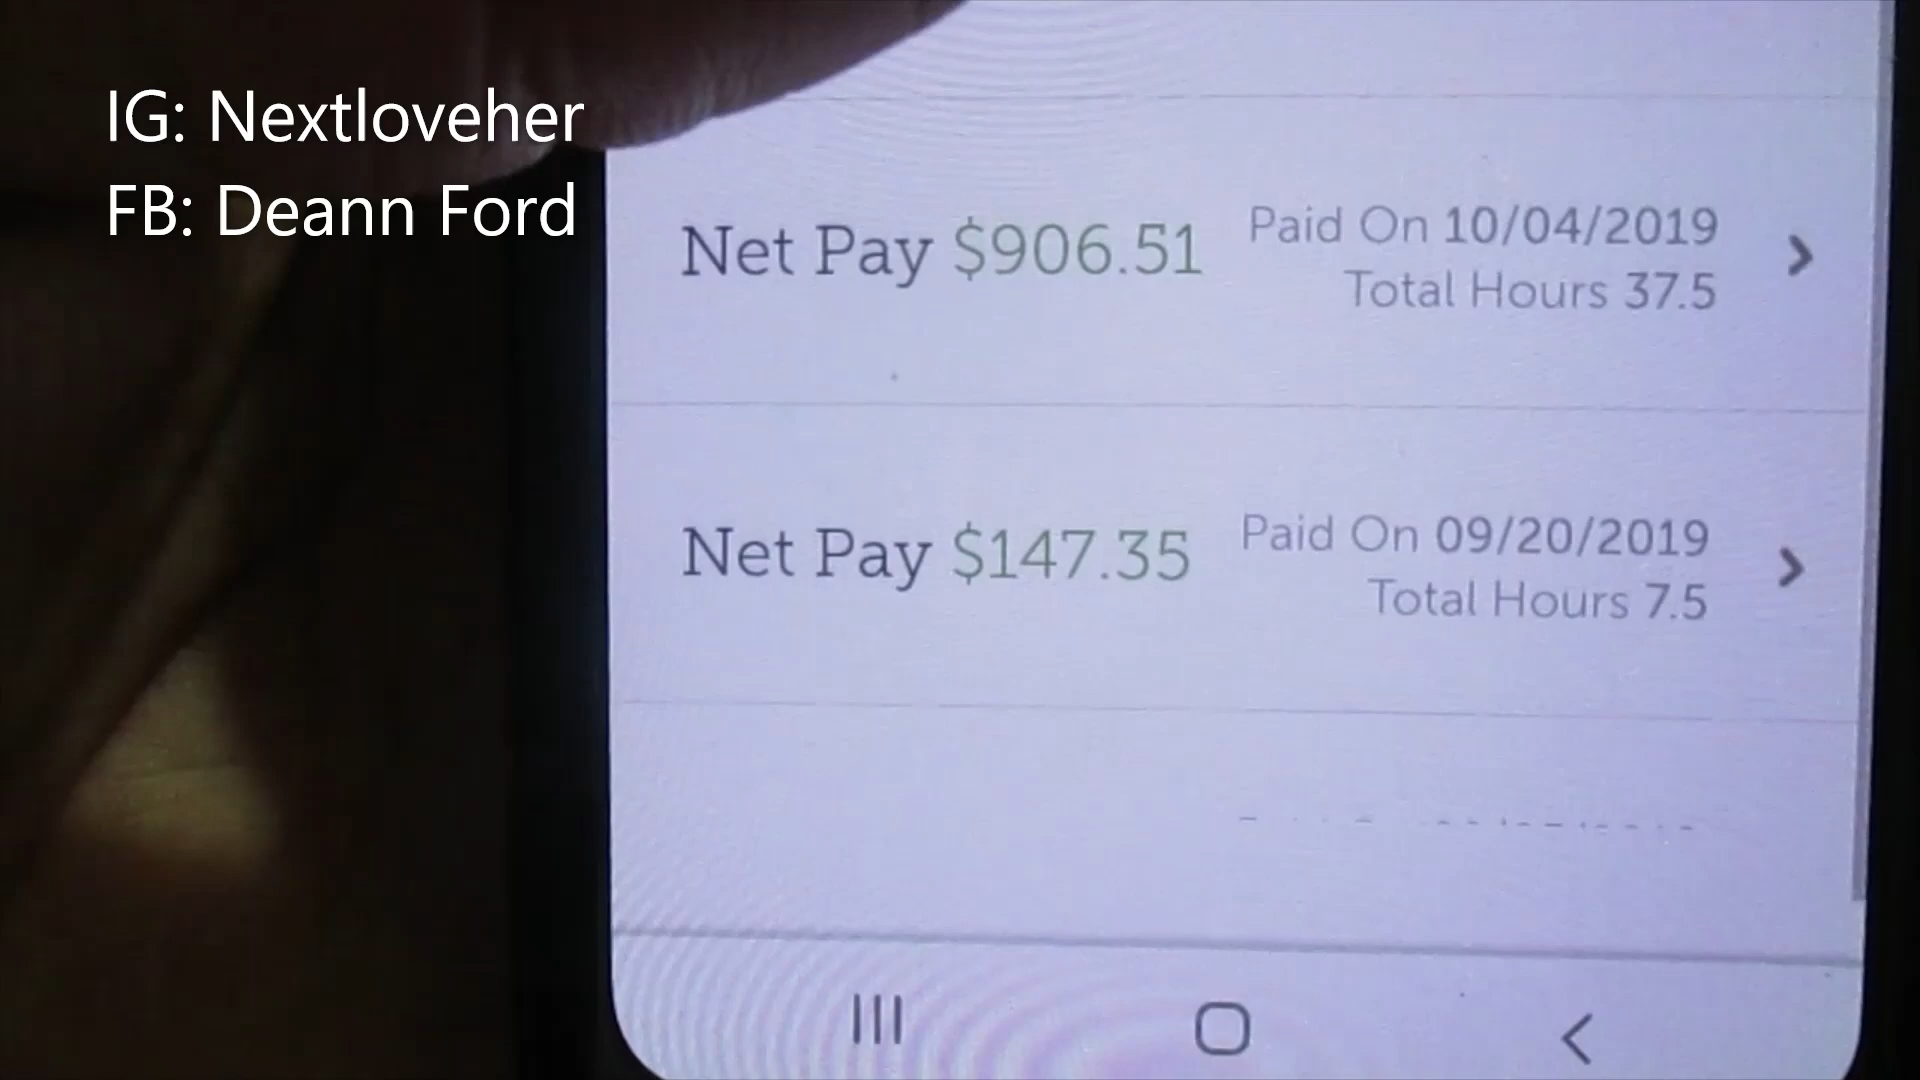 IG: Nextloveher
FB: Deann Ford
Net Pay $906.51
Paid On 10/04/2019
Total Hours 37.5
Net Pay $147.35
Paid On 09/20/2019
Total Hours 7.5